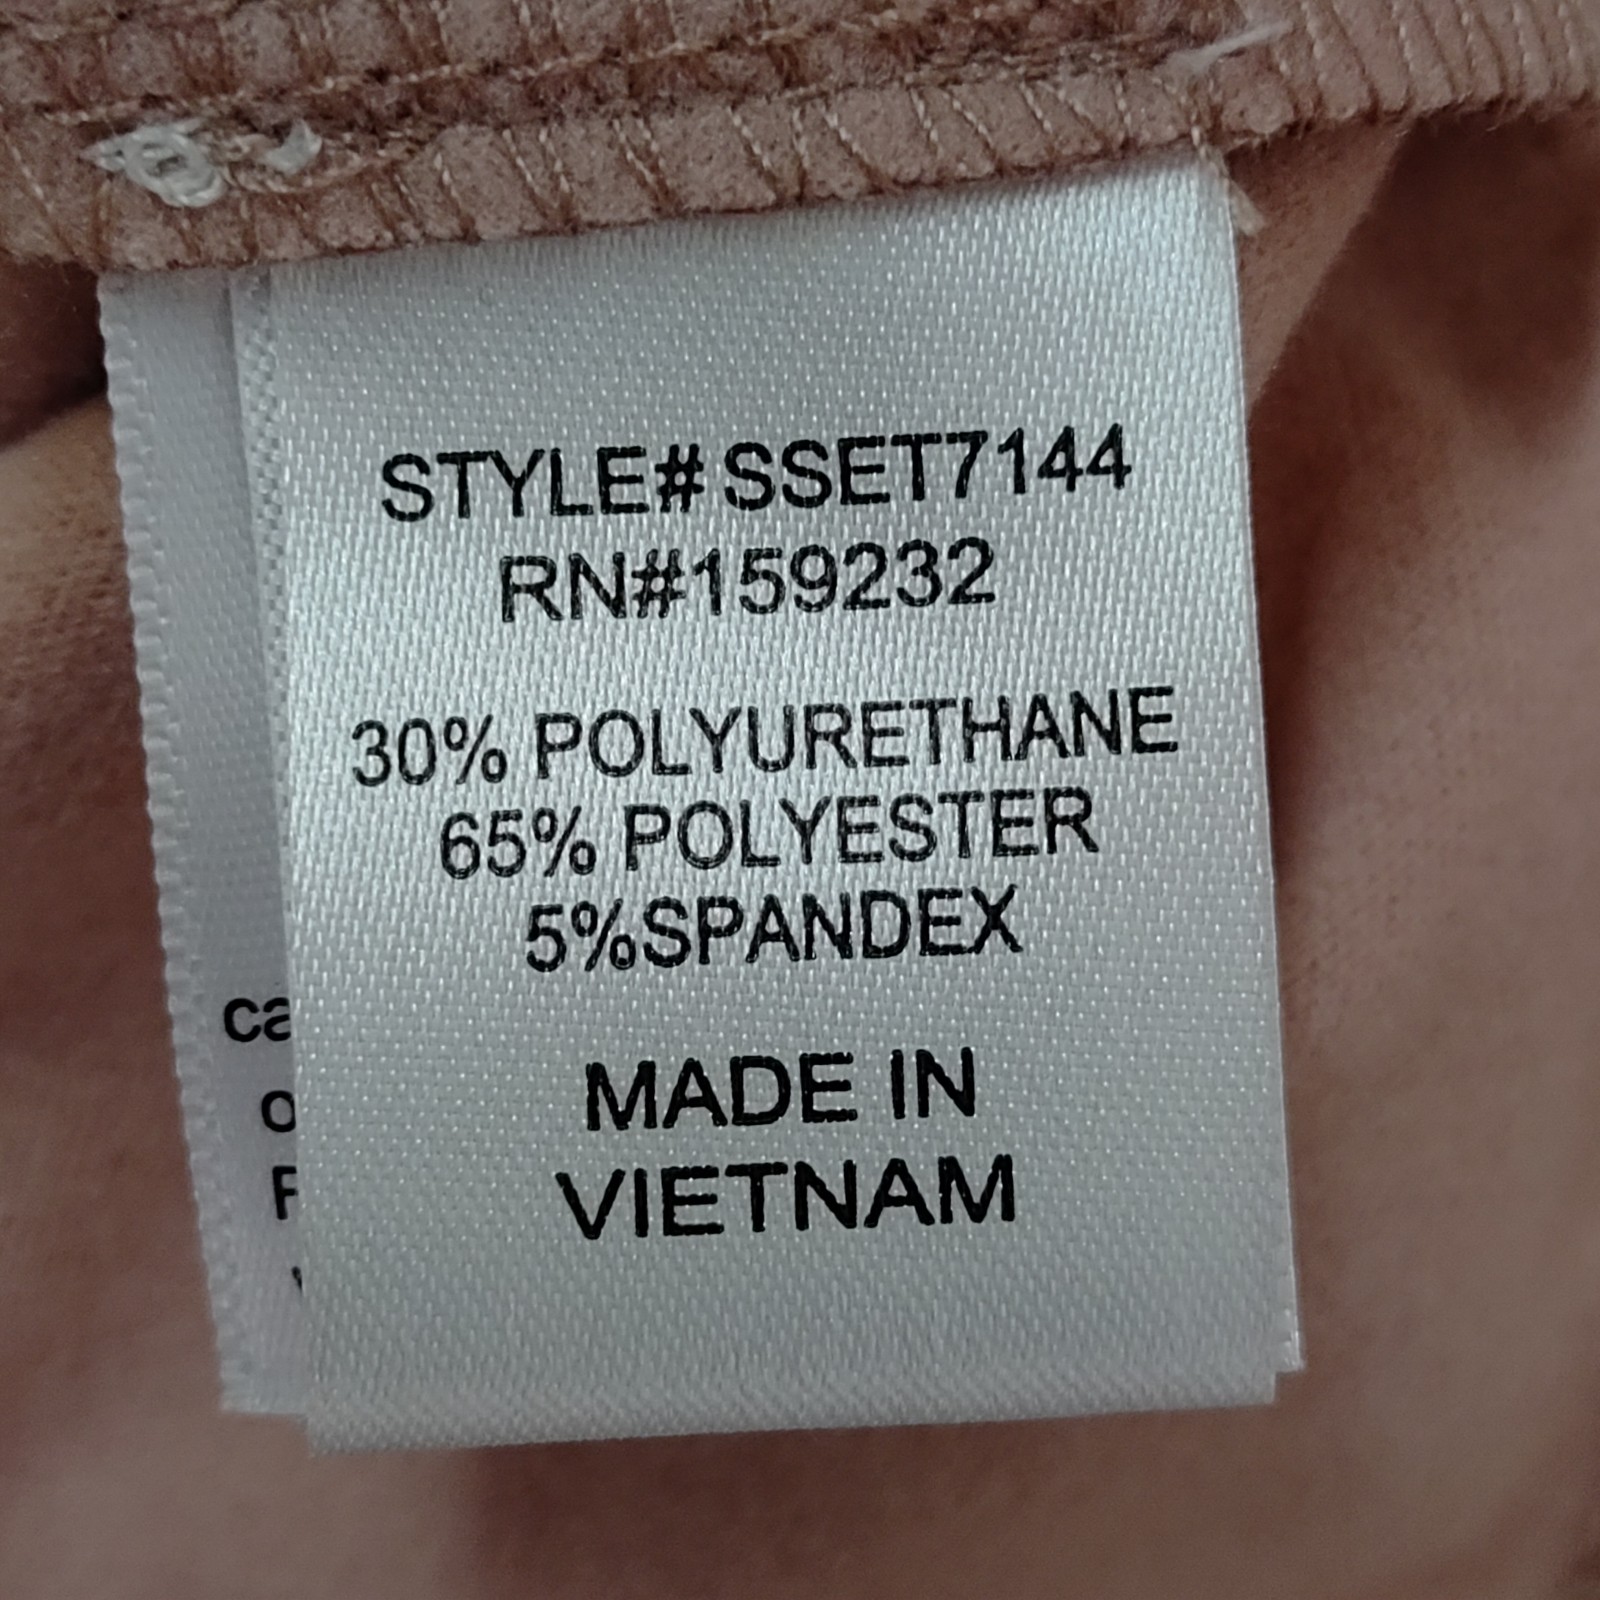 STYLE# SSET7144
RN#159232
30% POLYURETHANE
65% POLYESTER
5%SPANDEX
MADE IN
VIETNAM